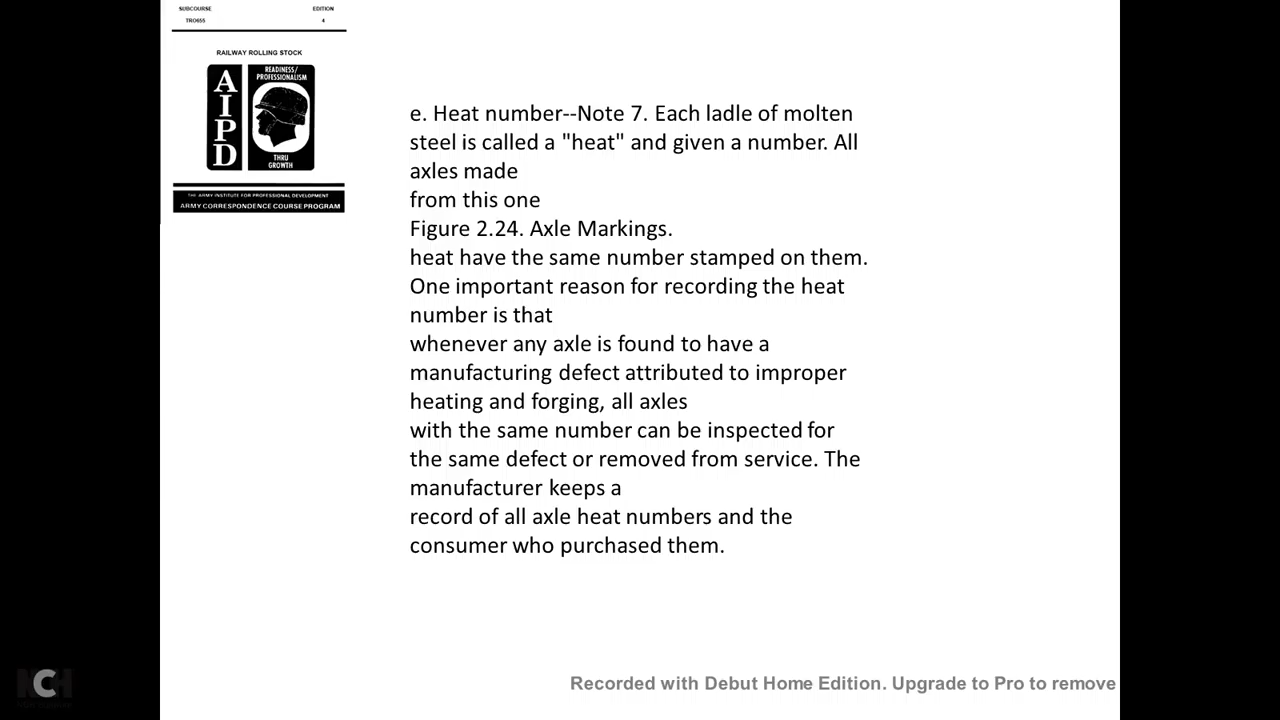 SUBCOURSE EDITION
TRO655 4
RAILWAY ROLLING STOCK
AIPD
READINESS/
PROFESSIONALISM
THRU
GROWTH
THE ARMY INSTITUTE FOR PROFESSIONAL DEVELOPMENT
ARMY CORRESPONDENCE COURSE PROGRAM
e. Heat number--Note 7. Each ladle of molten
steel is called a "heat" and given a number. All
axles made
from this one
Figure 2.24. Axle Markings.
heat have the same number stamped on them.
One important reason for recording the heat
number is that
whenever any axle is found to have a
manufacturing defect attributed to improper
heating and forging, all axles
with the same number can be inspected for
the same defect or removed from service. The
manufacturer keeps a
record of all axle heat numbers and the
consumer who purchased them.
NCH
Recorded with Debut Home Edition. Upgrade to Pro to remove